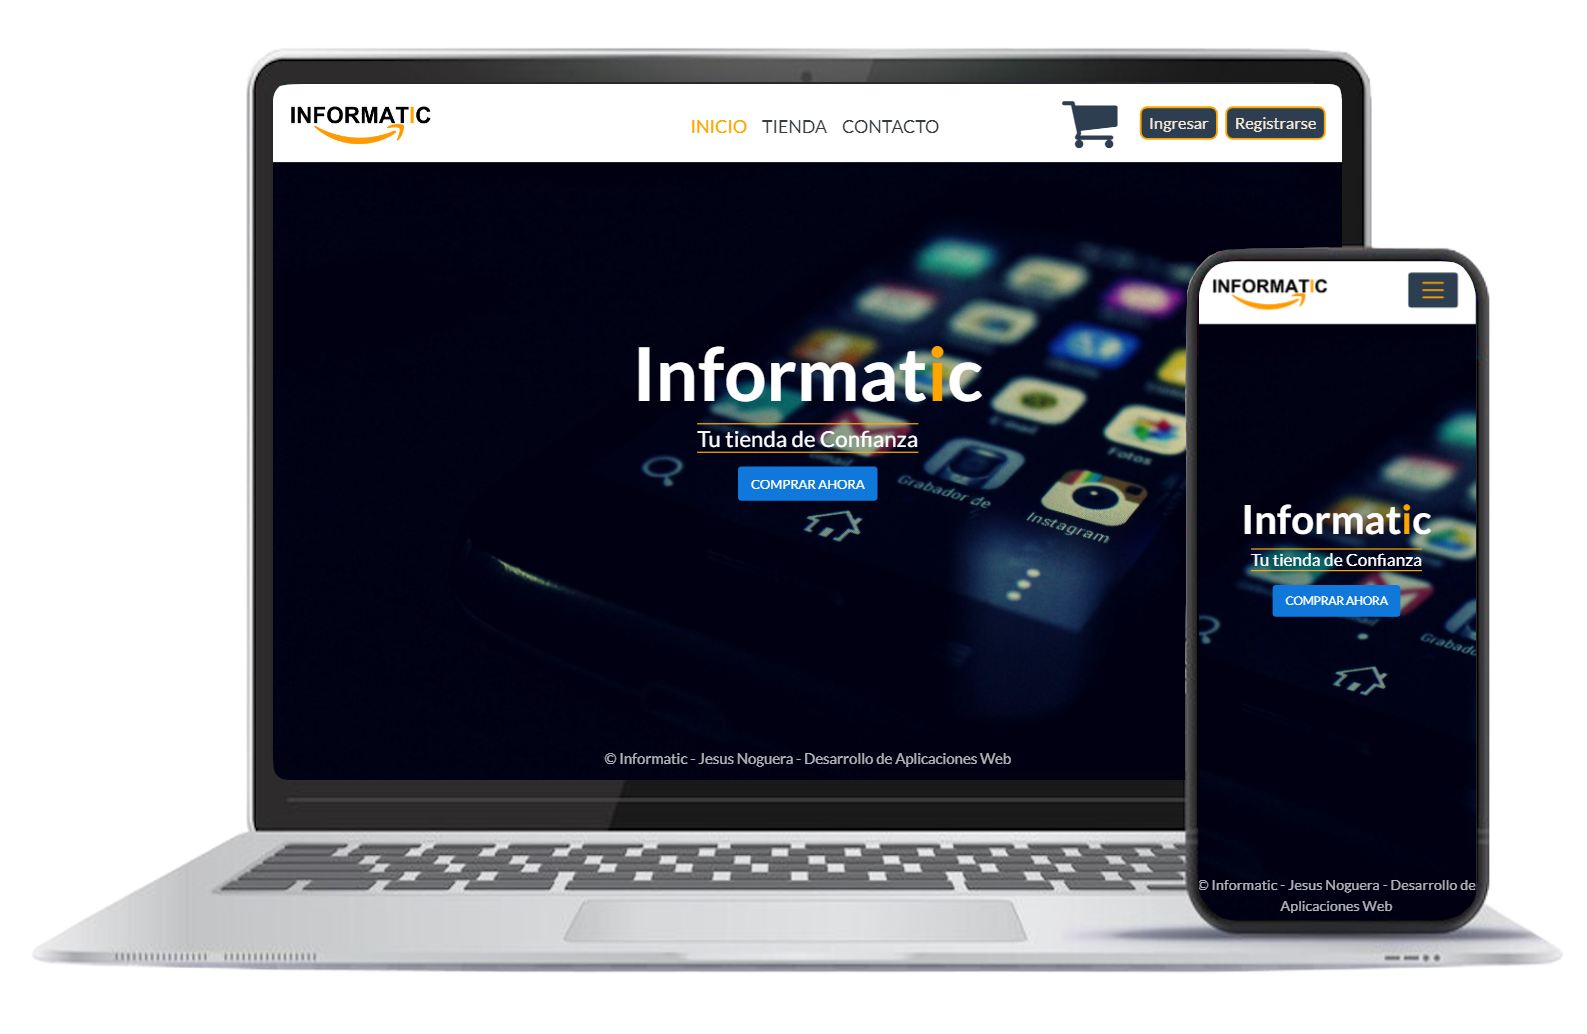 INFORMATIC
INICIO TIENDA CONTACTO
Ingresar Registrarse
Informatic
Tu tienda de Confianza
COMPRAR AHORA
Fotos
Grabador de
Instagram
© Informatic - Jesus Noguera - Desarrollo de Aplicaciones Web
INFORMATIC
Informatic
Tu tienda de Confianza
COMPRAR AHORA
© Informatic - Jesus Noguera - Desarrollo de
Aplicaciones Web